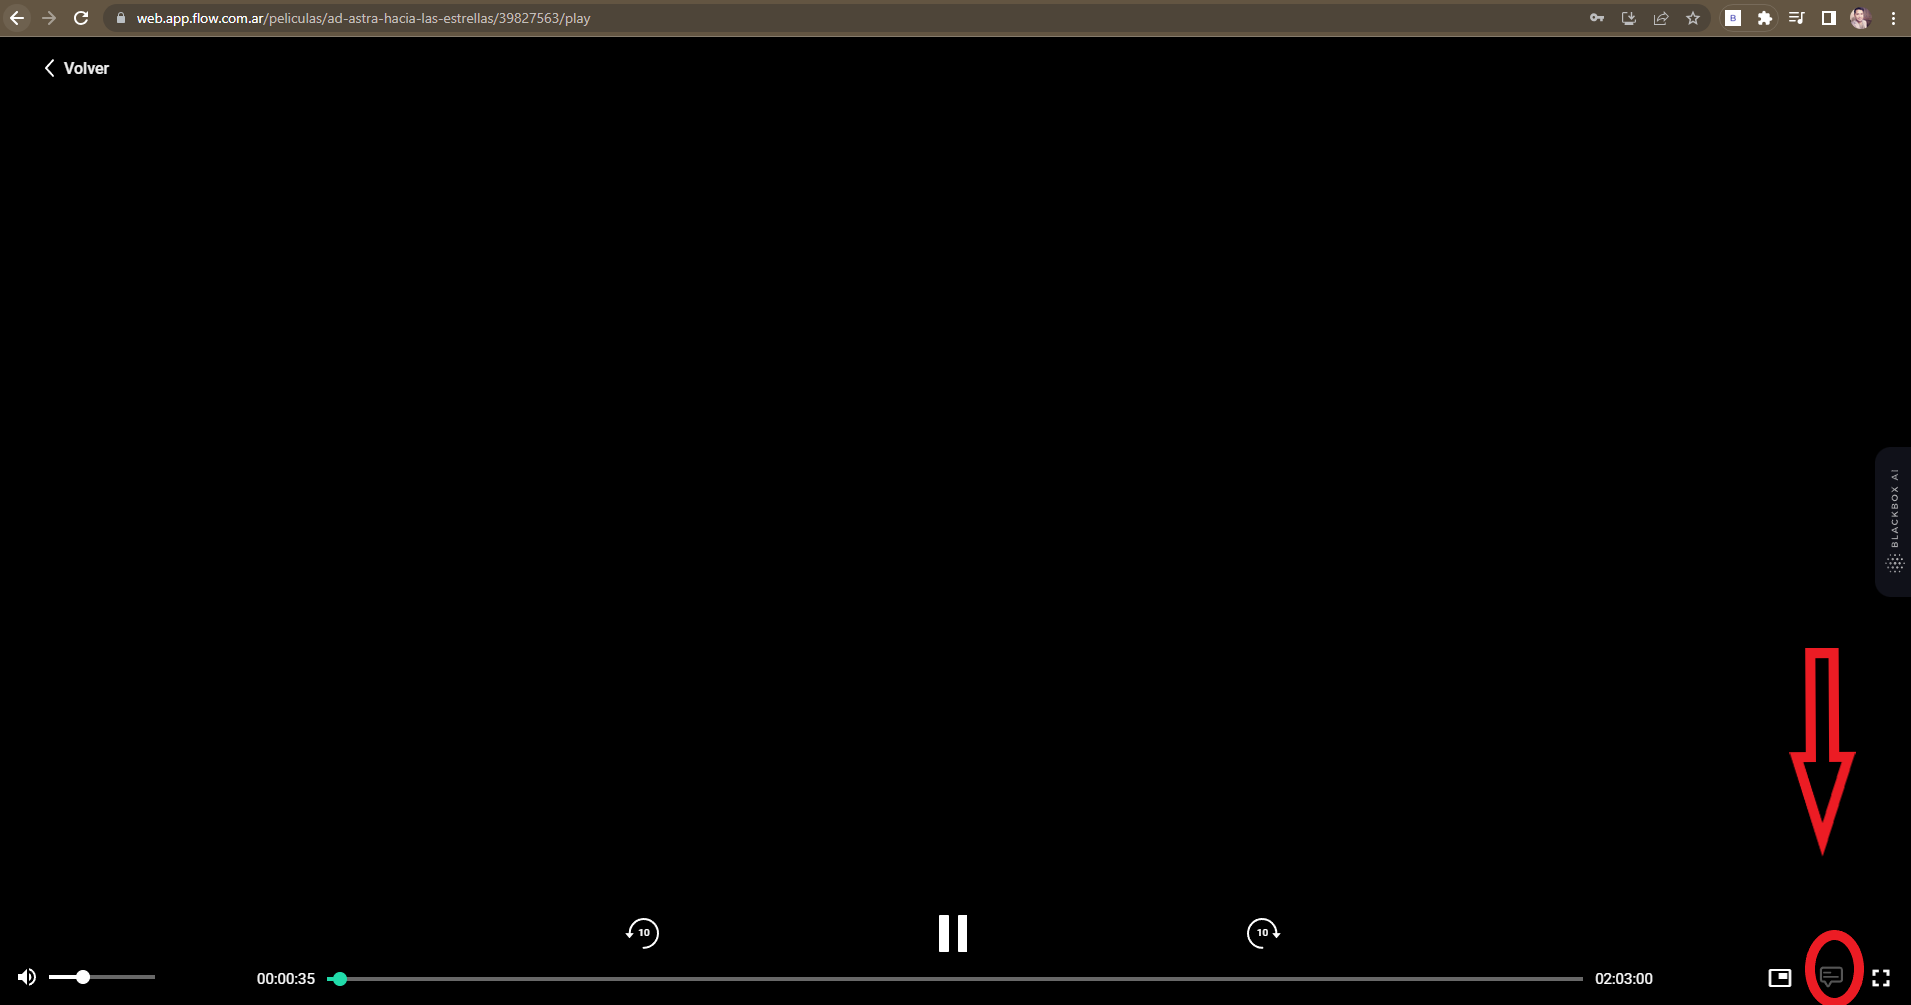 web.app.flow.com.ar/peliculas/ad-astra-hacia-las-estrellas/39827563/play
B
Volver
BLACKBOX AI
10
10
00:00:35
02:03:00